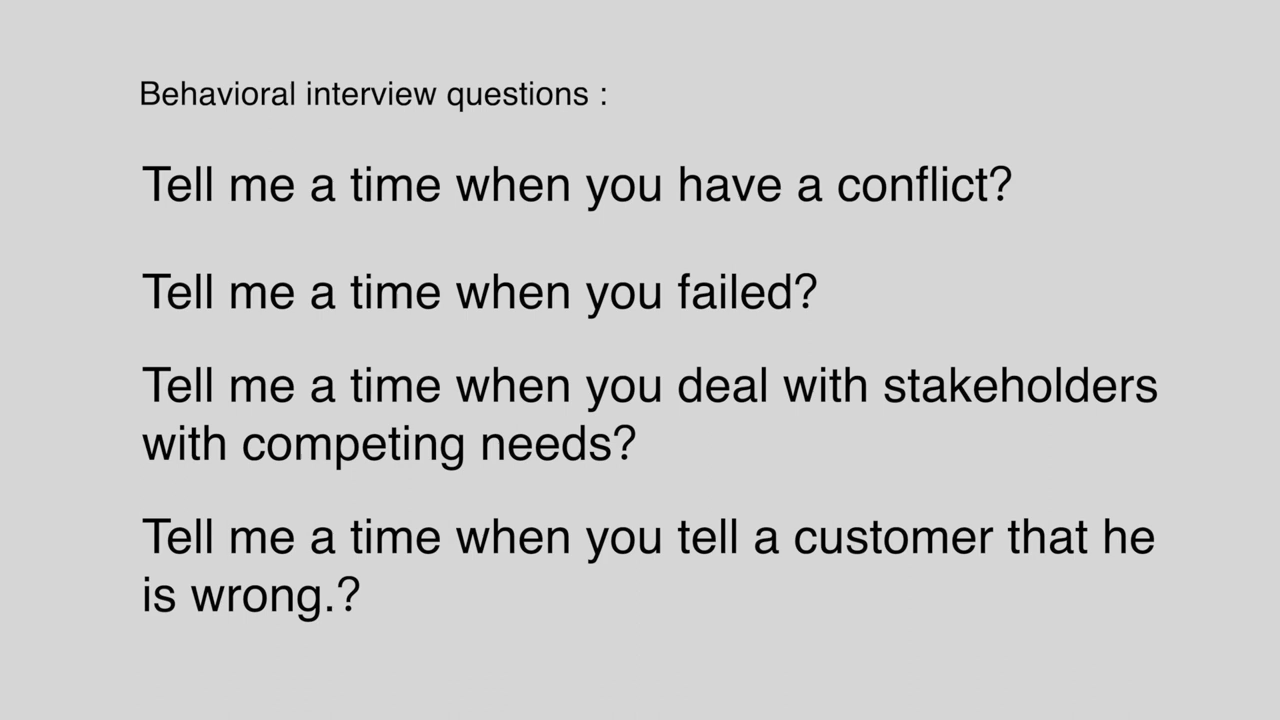 Behavioral interview questions :
Tell me a time when you have a conflict?
Tell me a time when you failed?
Tell me a time when you deal with stakeholders
with competing needs?
Tell me a time when you tell a customer that he
is wrong.?